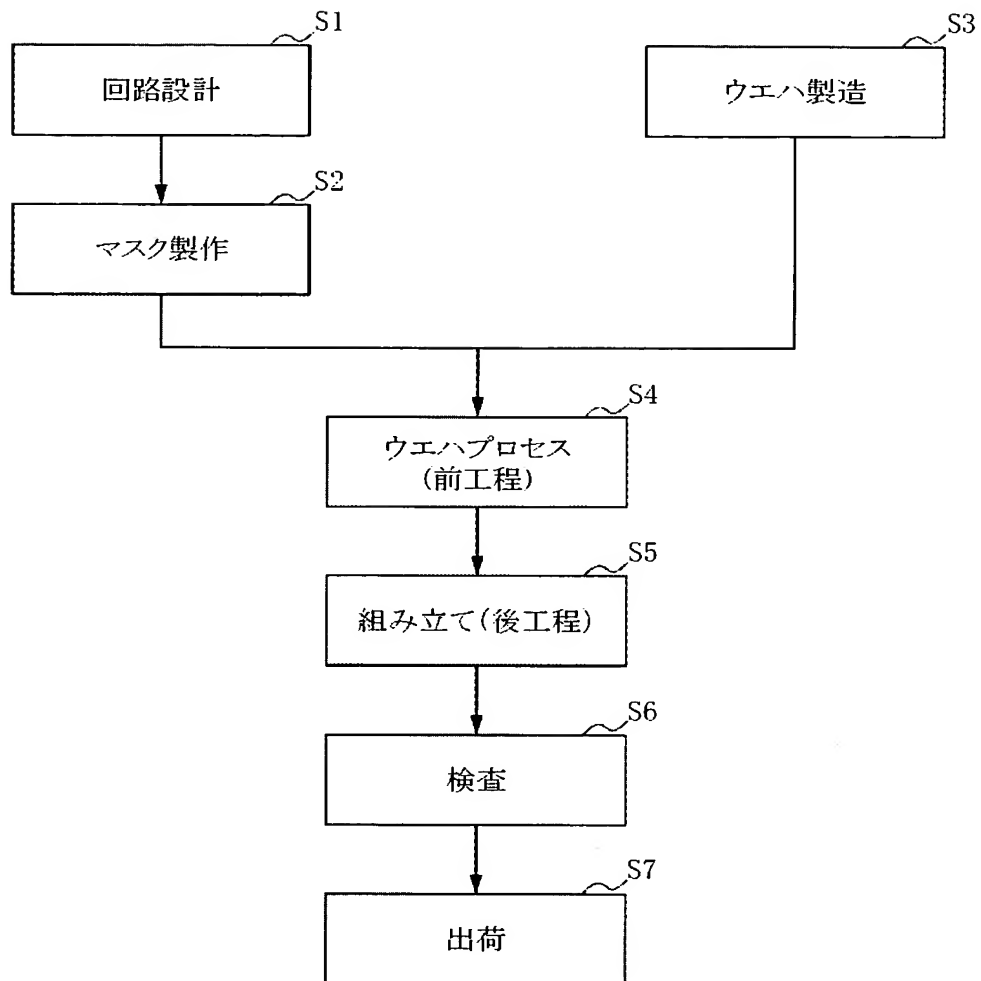 S1
回路設計
S3
ウエハ製造
S2
マスク製作
S4
ウエハプロセス
(前工程)
S5
組み立て(後工程)
S6
検査
S7
出荷